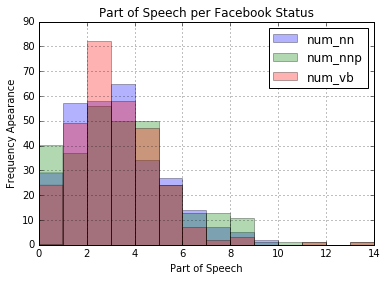 Part of Speech per Facebook Status
num_nn
num_nnp
num_vb
Frequency Apearance
90
80
70
60
50
40
30
20
10
0
0 2 4 6 8 10 12 14
Part of Speech